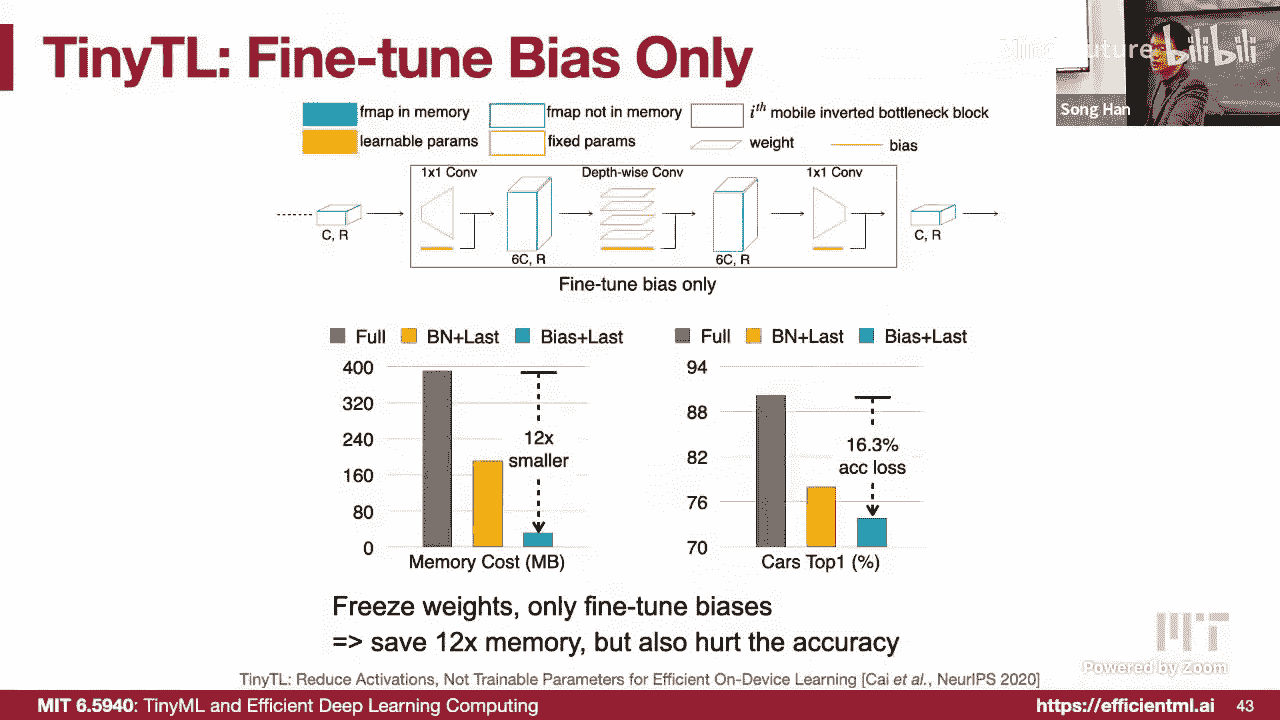 TinyTL: Fine-tune Bias Only
Mind Future
bilibili
Song Han
fmap in memory
fmap not in memory
iᵗʰ mobile inverted bottleneck block
learnable params
fixed params
weight
bias
1x1 Conv
Depth-wise Conv
1x1 Conv
C, R
6C, R
6C, R
C, R
Fine-tune bias only
Full BN+Last Bias+Last
400
320
240
160
80
0
12x
smaller
Memory Cost (MB)
Full BN+Last Bias+Last
94
88
82
76
70
16.3%
acc loss
Cars Top1 (%)
Freeze weights, only fine-tune biases
=> save 12x memory, but also hurt the accuracy
MIT
Powered by Zoom
TinyTL: Reduce Activations, Not Trainable Parameters for Efficient On-Device Learning [Cai et al., NeurIPS 2020]
MIT 6.5940: TinyML and Efficient Deep Learning Computing
https://efficientml.ai
43